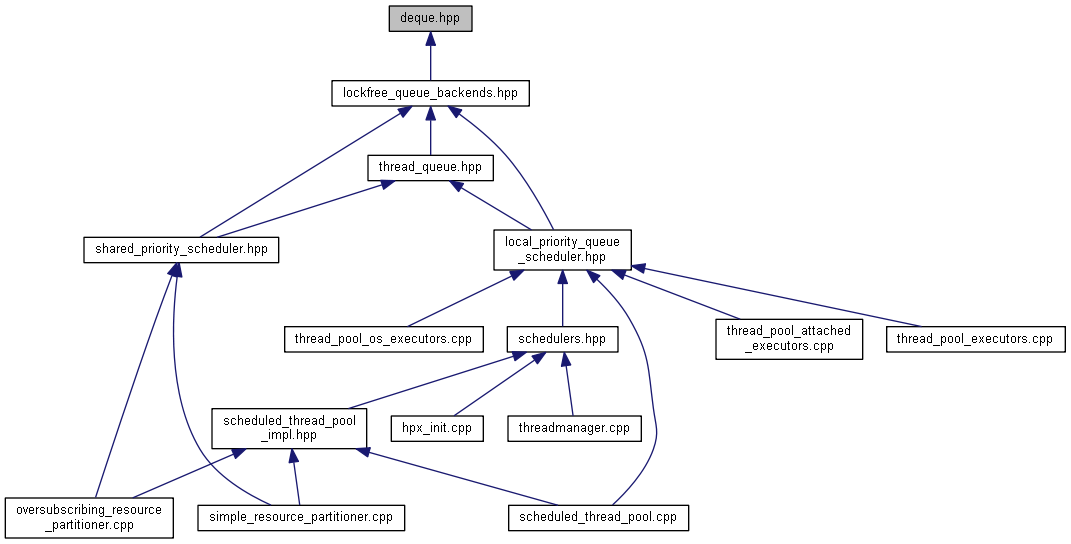 deque.hpp
lockfree_queue_backends.hpp
thread_queue.hpp
shared_priority_scheduler.hpp
local_priority_queue
_scheduler.hpp
thread_pool_os_executors.cpp
schedulers.hpp
thread_pool_attached
_executors.cpp
thread_pool_executors.cpp
scheduled_thread_pool
_impl.hpp
hpx_init.cpp
threadmanager.cpp
oversubscribing_resource
_partitioner.cpp
simple_resource_partitioner.cpp
scheduled_thread_pool.cpp